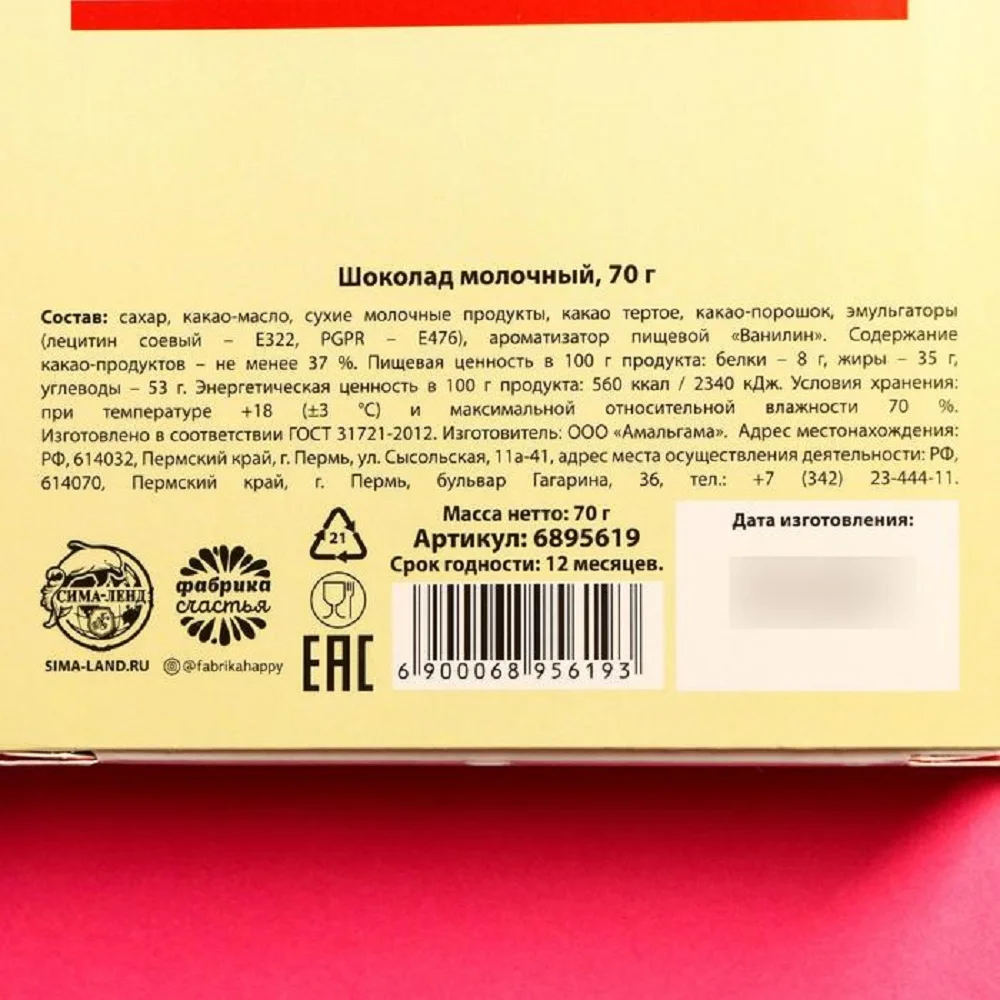 Шоколад молочный, 70 г
Состав: сахар, какао-масло, сухие молочные продукты, какао тертое, какао-порошок, эмульгаторы
(лецитин соевый – Е322, PGPR – Е476), ароматизатор пищевой «Ванилин». Содержание
какао-продуктов – не менее 37 %. Пищевая ценность в 100 г продукта: белки – 8 г, жиры – 35 г,
углеводы – 53 г. Энергетическая ценность в 100 г продукта: 560 ккал / 2340 кДж. Условия хранения:
при температуре +18 (±3 °С) и максимальной относительной влажности 70 %.
Изготовлено в соответствии ГОСТ 31721-2012. Изготовитель: ООО «Амальгама». Адрес местонахождения:
РФ, 614032, Пермский край, г. Пермь, ул. Сысольская, 11а-41, адрес места осуществления деятельности: РФ,
614070, Пермский край, г. Пермь, бульвар Гагарина, 36, тел.: +7 (342) 23-444-11.
Масса нетто: 70 г
Артикул: 6895619
Срок годности: 12 месяцев.
Дата изготовления:
21
СИМА-ЛЕНД
SIMA-LAND.RU
фабрика
счастья
@fabrikahappy
EAC
6 900068 956193